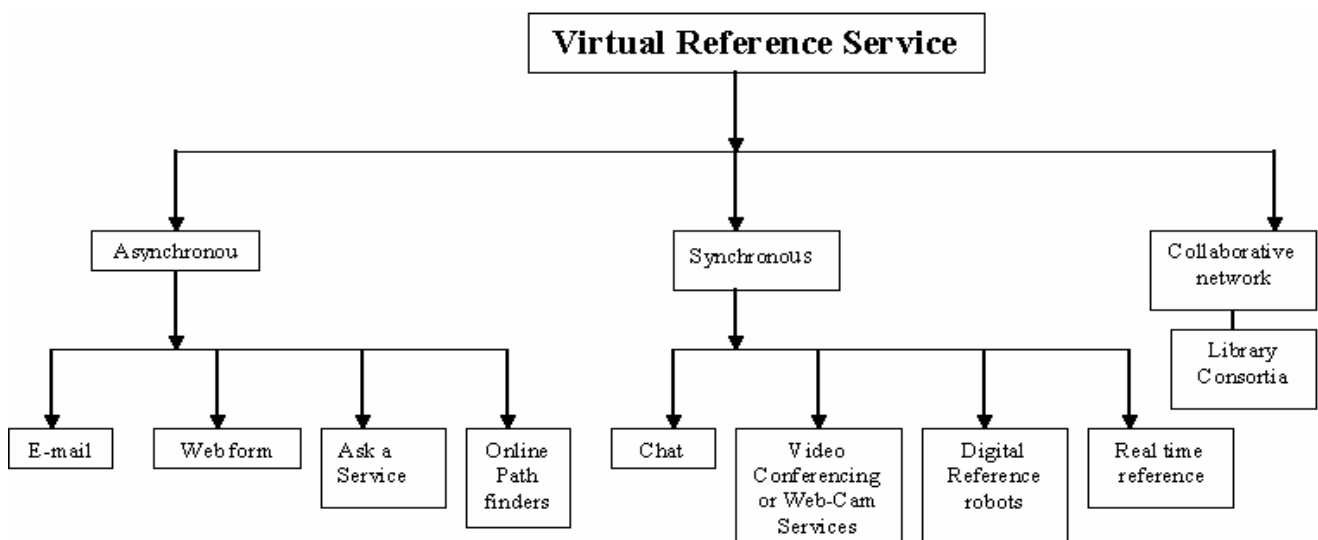 Virtual Reference Service
Asynchronou
Synchronous
Collaborative
network
Library
Consortia
E-mail
Web form
Ask a
Service
Online
Path
finders
Chat
Video
Conferencing
or Web-Cam
Services
Digital
Reference
robots
Real time
reference